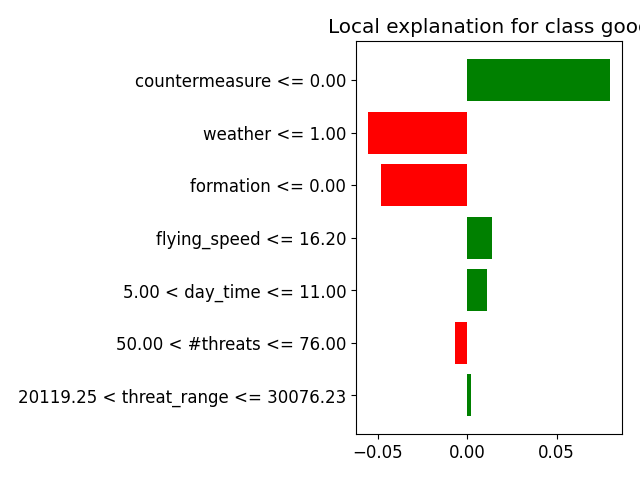 Local explanation for class good
countermeasure <= 0.00
weather <= 1.00
formation <= 0.00
flying_speed <= 16.20
5.00 < day_time <= 11.00
50.00 < #threats <= 76.00
20119.25 < threat_range <= 30076.23
−0.05 0.00 0.05